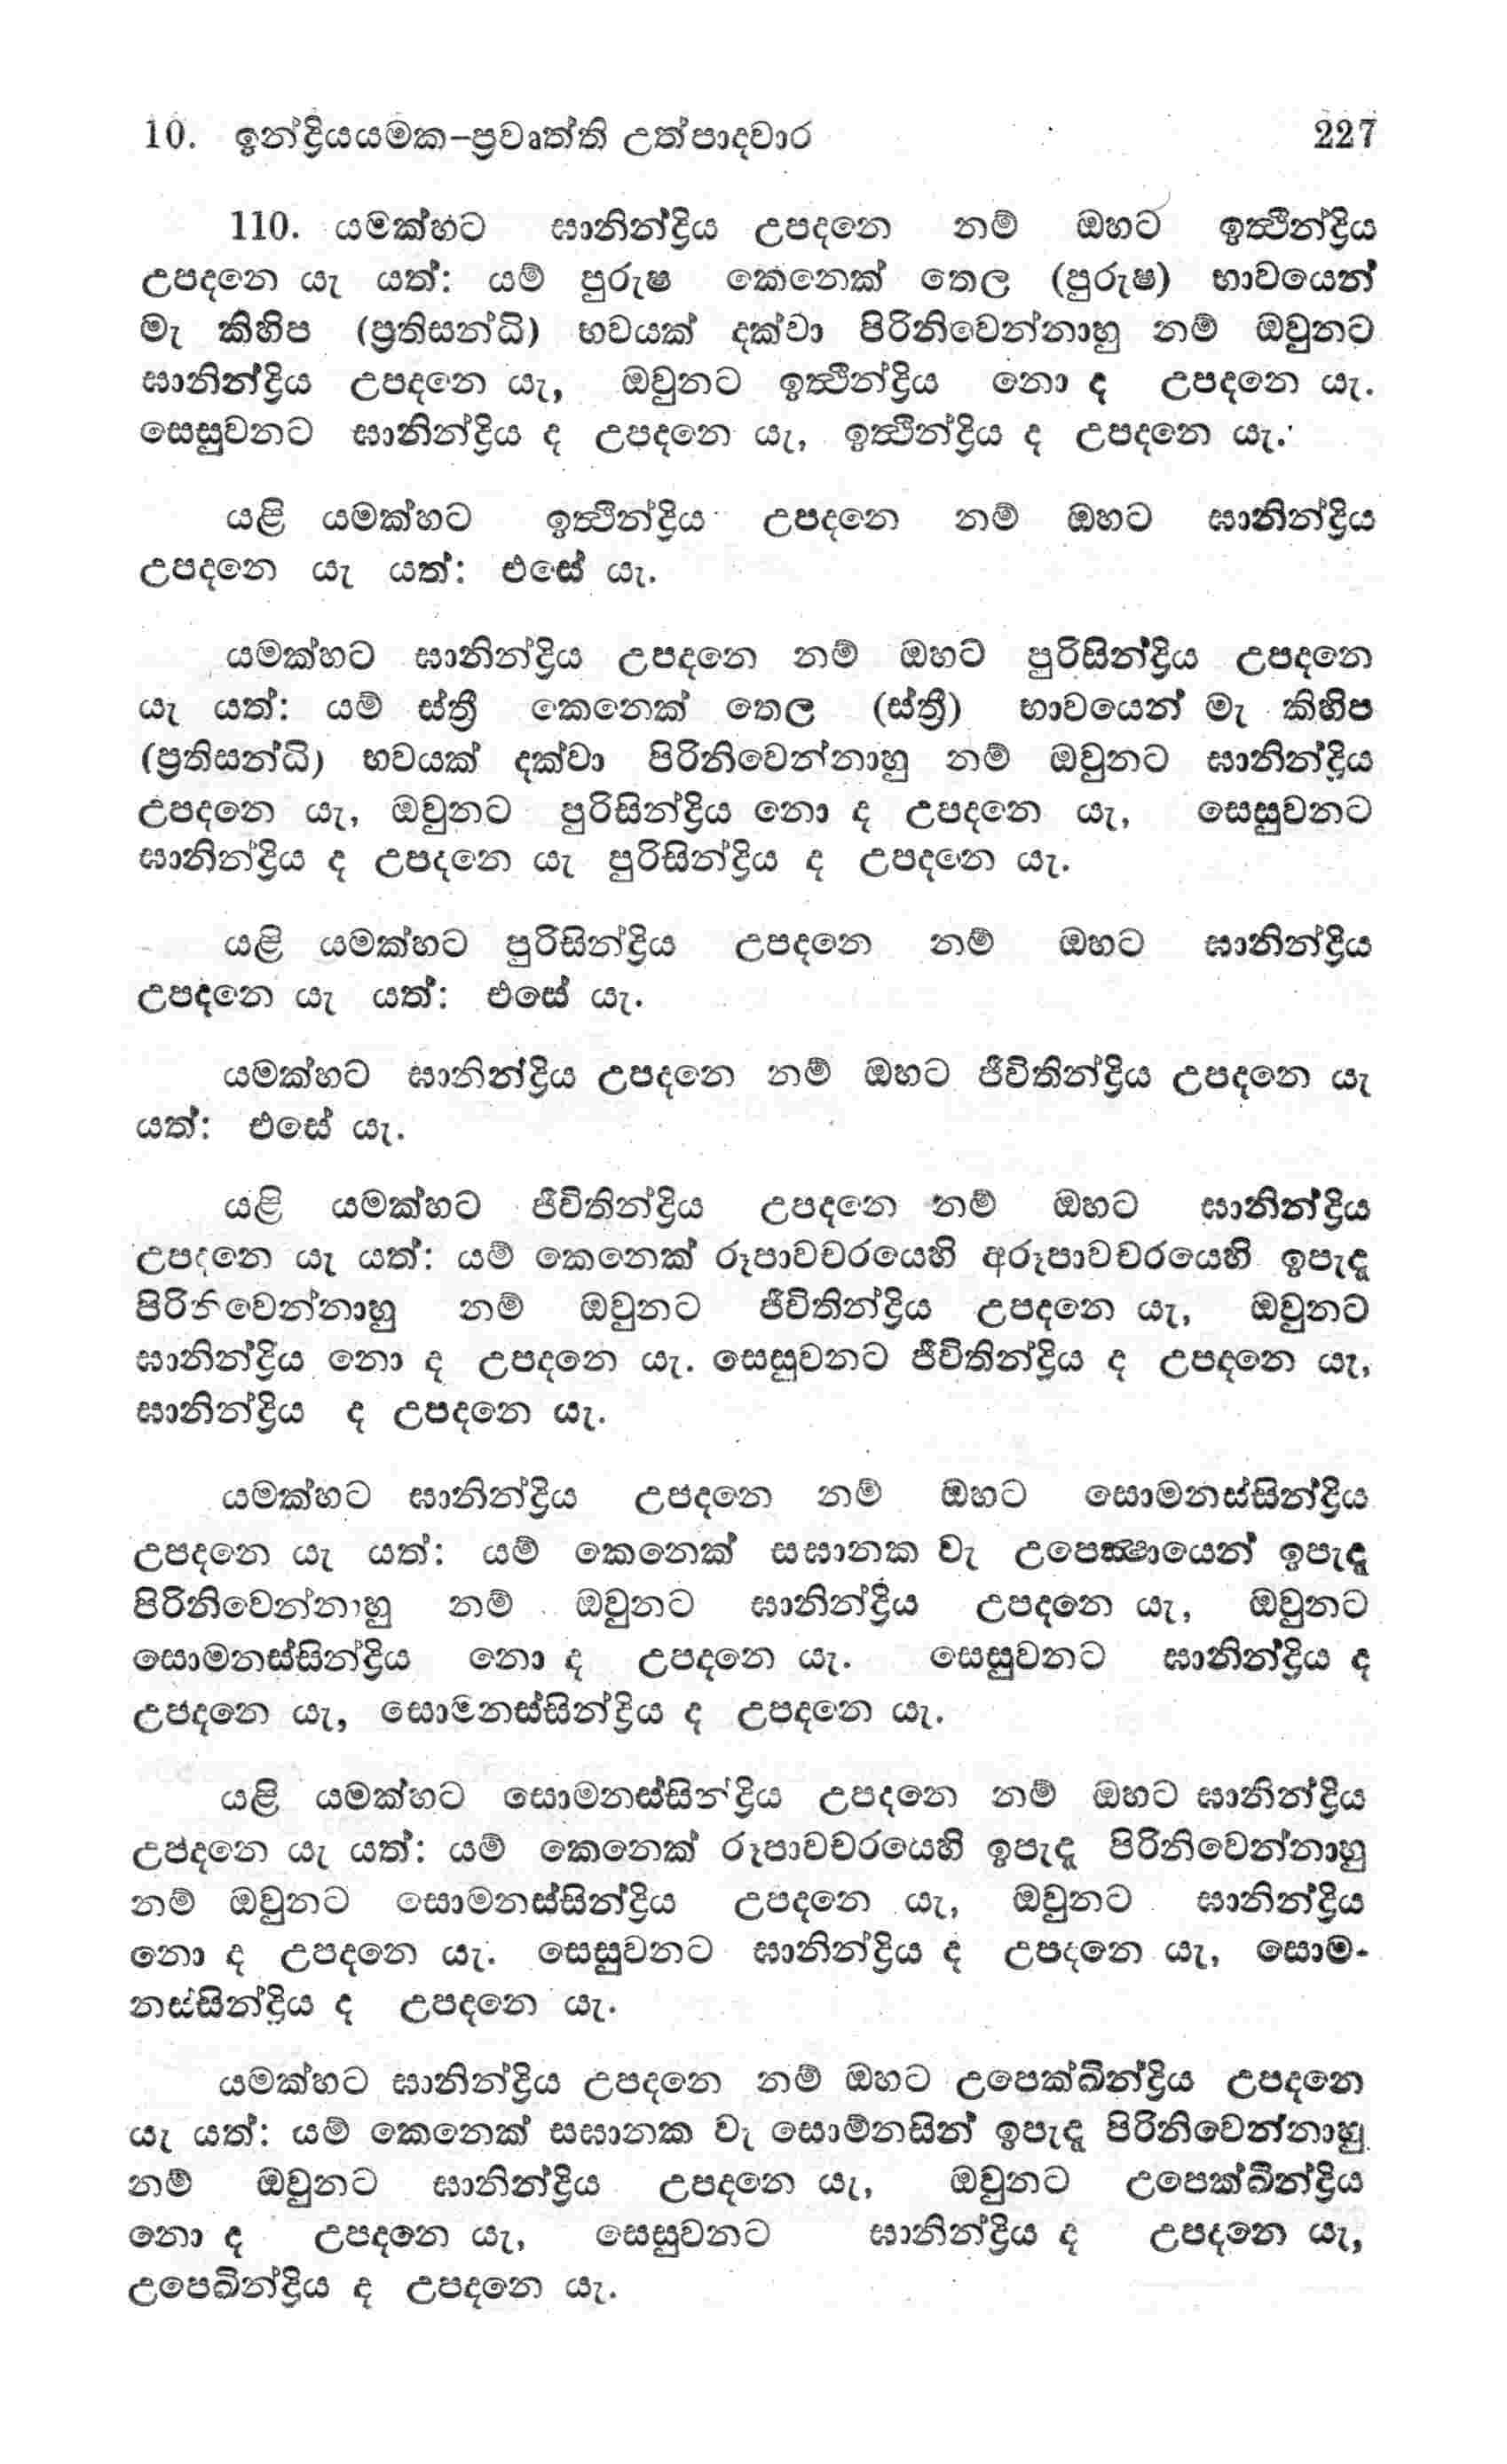 10. ඉන්ද්‍රියයමක-ප්‍රවෘත්ති උත්පාදවාර 227
110. යමක්හට ඝානින්ද්‍රිය උපදනෙ නම් ඔහට ඉත්‍ථින්ද්‍රිය
උපදනෙ යැ යත්: යම් පුරුෂ කෙනෙක් තෙල (පුරුෂ) භාවයෙන්
මැ කිහිප (ප්‍රතිසන්ධි) භවයක් දක්වා පිරිනිවෙන්නාහු නම් ඔවුනට
ඝානින්ද්‍රිය උපදනෙ යැ, ඔවුනට ඉත්‍ථින්ද්‍රිය නො ද උපදනෙ යැ.
සෙසුවනට ඝානින්ද්‍රිය ද උපදනෙ යැ, ඉත්‍ථින්ද්‍රිය ද උපදනෙ යැ.
යළි යමක්හට ඉත්‍ථින්ද්‍රිය උපදනෙ නම් ඔහට ඝානින්ද්‍රිය
උපදනෙ යැ යත්: එසේ යැ.
යමක්හට ඝානින්ද්‍රිය උපදනෙ නම් ඔහට පුරිසින්ද්‍රිය උපදනෙ
යැ යත්: යම් ස්ත්‍රී කෙනෙක් තෙල (ස්ත්‍රී) භාවයෙන් මැ කිහිප
(ප්‍රතිසන්ධි) භවයක් දක්වා පිරිනිවෙන්නාහු නම් ඔවුනට ඝානින්ද්‍රිය
උපදනෙ යැ, ඔවුනට පුරිසින්ද්‍රිය නො ද උපදනෙ යැ, සෙසුවනට
ඝානින්ද්‍රිය ද උපදනෙ යැ පුරිසින්ද්‍රිය ද උපදනෙ යැ.
යළි යමක්හට පුරිසින්ද්‍රිය උපදනෙ නම් ඔහට ඝානින්ද්‍රිය
උපදනෙ යැ යත්: එසේ යැ.
යමක්හට ඝානින්ද්‍රිය උපදනෙ නම් ඔහට ජීවිතින්ද්‍රිය උපදනෙ යැ
යත්: එසේ යැ.
යළි යමක්හට ජීවිතින්ද්‍රිය උපදනෙ නම් ඔහට ඝානින්ද්‍රිය
උපදනෙ යැ යත්: යම් කෙනෙක් රූපාවචරයෙහි අරූපාවචරයෙහි ඉපැදැ
පිරිනිවෙන්නාහු නම් ඔවුනට ජීවිතින්ද්‍රිය උපදනෙ යැ, ඔවුනට
ඝානින්ද්‍රිය නො ද උපදනෙ යැ. සෙසුවනට ජීවිතින්ද්‍රිය ද උපදනෙ යැ,
ඝානින්ද්‍රිය ද උපදනෙ යැ.
යමක්හට ඝානින්ද්‍රිය උපදනෙ නම් ඔහට සොමනස්සින්ද්‍රිය
උපදනෙ යැ යත්: යම් කෙනෙක් සඝානක වැ උපෙක්‍ෂායෙන් ඉපැදැ
පිරිනිවෙන්නාහු නම් ඔවුනට ඝානින්ද්‍රිය උපදනෙ යැ, ඔවුනට
සොමනස්සින්ද්‍රිය නො ද උපදනෙ යැ. සෙසුවනට ඝානින්ද්‍රිය ද
උපදනෙ යැ, සොමනස්සින්ද්‍රිය ද උපදනෙ යැ.
යළි යමක්හට සොමනස්සින්ද්‍රිය උපදනෙ නම් ඔහට ඝානින්ද්‍රිය
උපදනෙ යැ යත්: යම් කෙනෙක් රූපාවචරයෙහි ඉපැදැ පිරිනිවෙන්නාහු
නම් ඔවුනට සොමනස්සින්ද්‍රිය උපදනෙ යැ, ඔවුනට ඝානින්ද්‍රිය
නො ද උපදනෙ යැ. සෙසුවනට ඝානින්ද්‍රිය ද උපදනෙ යැ, සොම-
නස්සින්ද්‍රිය ද උපදනෙ යැ.
යමක්හට ඝානින්ද්‍රිය උපදනෙ නම් ඔහට උපෙක්ඛින්ද්‍රිය උපදනෙ
යැ යත්: යම් කෙනෙක් සඝානක වැ සොම්නසින් ඉපැදැ පිරිනිවෙන්නාහු
නම් ඔවුනට ඝානින්ද්‍රිය උපදනෙ යැ, ඔවුනට උපෙක්ඛින්ද්‍රිය
නො ද උපදනෙ යැ, සෙසුවනට ඝානින්ද්‍රිය ද උපදනෙ යැ,
උපෙඛින්ද්‍රිය ද උපදනෙ යැ.